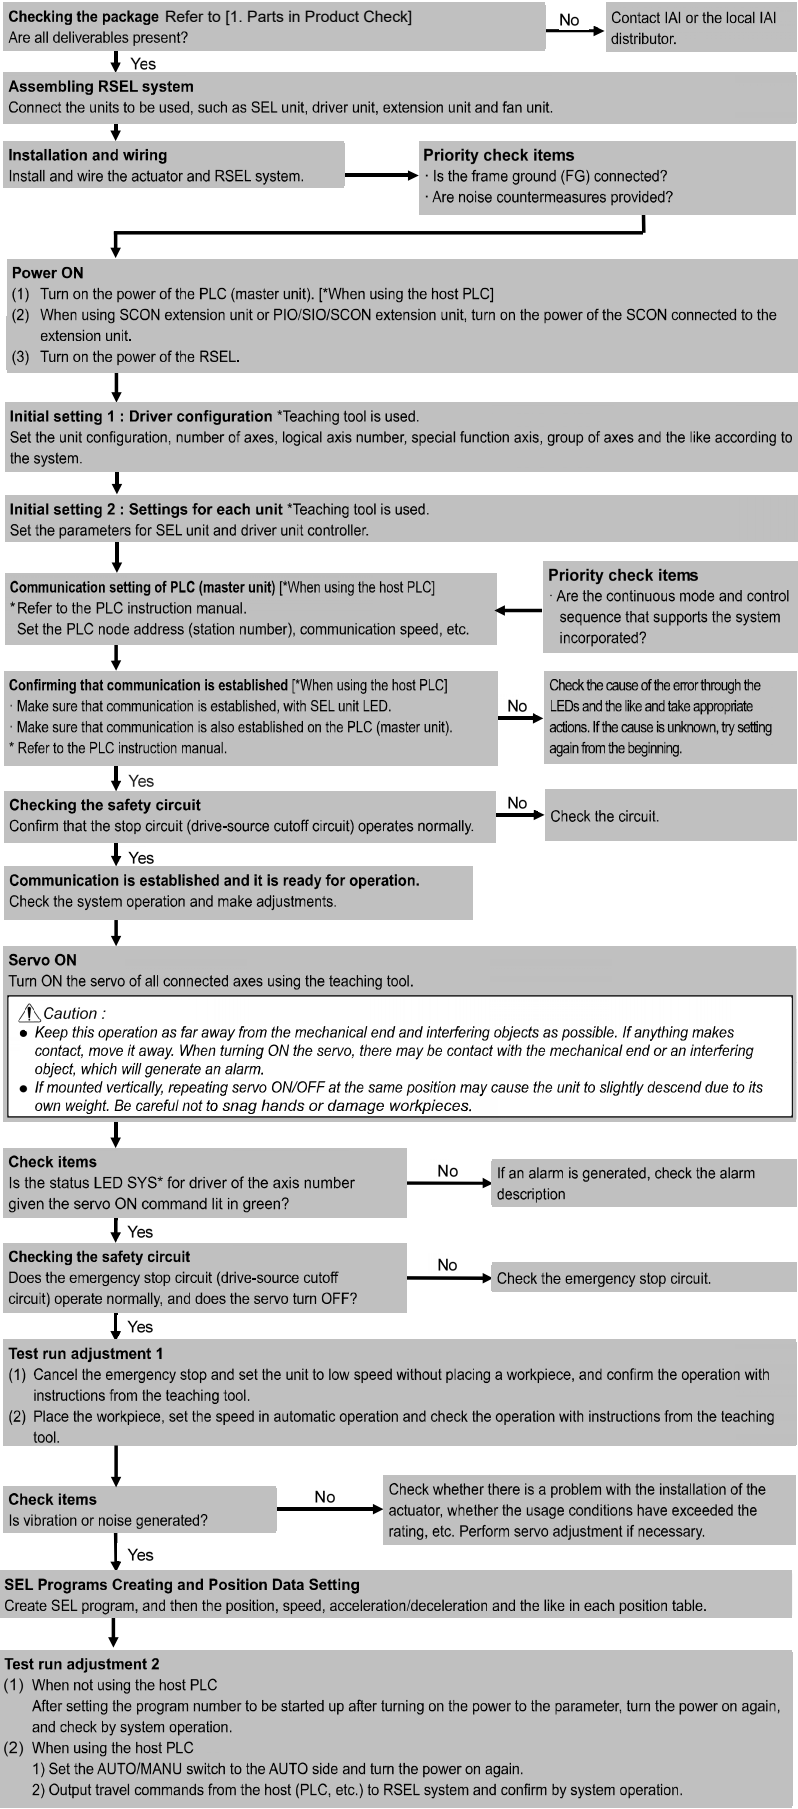 Checking the package Refer to [1. Parts in Product Check]
Are all deliverables present?
No
Contact IAI or the local IAI
distributor.
Yes
Assembling RSEL system
Connect the units to be used, such as SEL unit, driver unit, extension unit and fan unit.
Installation and wiring
Install and wire the actuator and RSEL system.
Priority check items
· Is the frame ground (FG) connected?
· Are noise countermeasures provided?
Power ON
(1) Turn on the power of the PLC (master unit). [*When using the host PLC]
(2) When using SCON extension unit or PIO/SIO/SCON extension unit, turn on the power of the SCON connected to the
extension unit.
(3) Turn on the power of the RSEL.
Initial setting 1 : Driver configuration *Teaching tool is used.
Set the unit configuration, number of axes, logical axis number, special function axis, group of axes and the like according to
the system.
Initial setting 2 : Settings for each unit *Teaching tool is used.
Set the parameters for SEL unit and driver unit controller.
Communication setting of PLC (master unit) [*When using the host PLC]
* Refer to the PLC instruction manual.
Set the PLC node address (station number), communication speed, etc.
Priority check items
· Are the continuous mode and control
sequence that supports the system
incorporated?
Confirming that communication is established [*When using the host PLC]
· Make sure that communication is established, with SEL unit LED.
· Make sure that communication is also established on the PLC (master unit).
* Refer to the PLC instruction manual.
No
Check the cause of the error through the
LEDs and the like and take appropriate
actions. If the cause is unknown, try setting
again from the beginning.
Yes
Checking the safety circuit
Confirm that the stop circuit (drive-source cutoff circuit) operates normally.
No
Check the circuit.
Yes
Communication is established and it is ready for operation.
Check the system operation and make adjustments.
Servo ON
Turn ON the servo of all connected axes using the teaching tool.
Caution :
● Keep this operation as far away from the mechanical end and interfering objects as possible. If anything makes
contact, move it away. When turning ON the servo, there may be contact with the mechanical end or an interfering
object, which will generate an alarm.
● If mounted vertically, repeating servo ON/OFF at the same position may cause the unit to slightly descend due to its
own weight. Be careful not to snag hands or damage workpieces.
Check items
Is the status LED SYS* for driver of the axis number
given the servo ON command lit in green?
No
If an alarm is generated, check the alarm
description
Yes
Checking the safety circuit
Does the emergency stop circuit (drive-source cutoff
circuit) operate normally, and does the servo turn OFF?
No
Check the emergency stop circuit.
Yes
Test run adjustment 1
(1) Cancel the emergency stop and set the unit to low speed without placing a workpiece, and confirm the operation with
instructions from the teaching tool.
(2) Place the workpiece, set the speed in automatic operation and check the operation with instructions from the teaching
tool.
Check items
Is vibration or noise generated?
No
Check whether there is a problem with the installation of the
actuator, whether the usage conditions have exceeded the
rating, etc. Perform servo adjustment if necessary.
Yes
SEL Programs Creating and Position Data Setting
Create SEL program, and then the position, speed, acceleration/deceleration and the like in each position table.
Test run adjustment 2
(1) When not using the host PLC
After setting the program number to be started up after turning on the power to the parameter, turn the power on again,
and check by system operation.
(2) When using the host PLC
1) Set the AUTO/MANU switch to the AUTO side and turn the power on again.
2) Output travel commands from the host (PLC, etc.) to RSEL system and confirm by system operation.